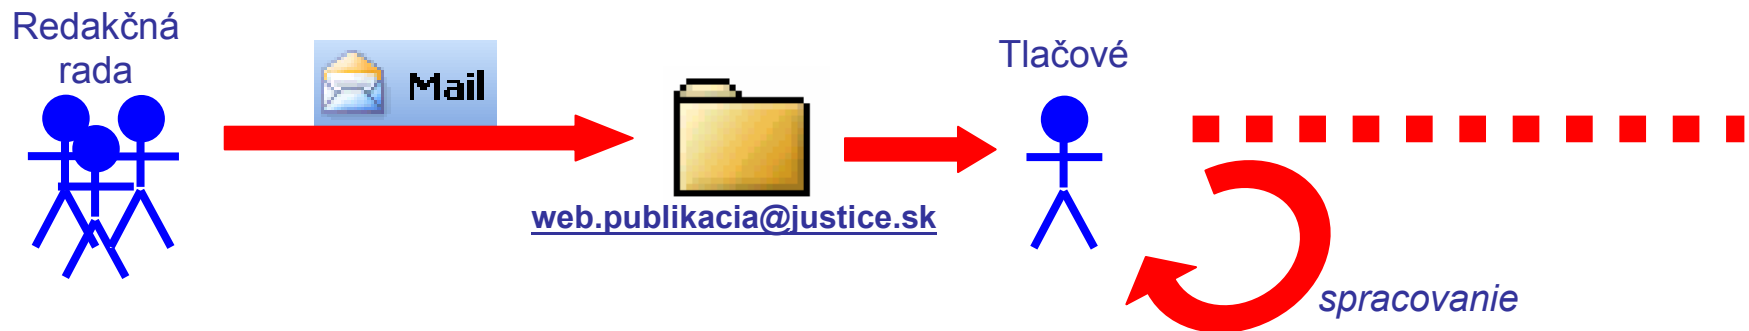 Redakčná
rada
Mail
web.publikacia@justice.sk
Tlačové
spracovanie